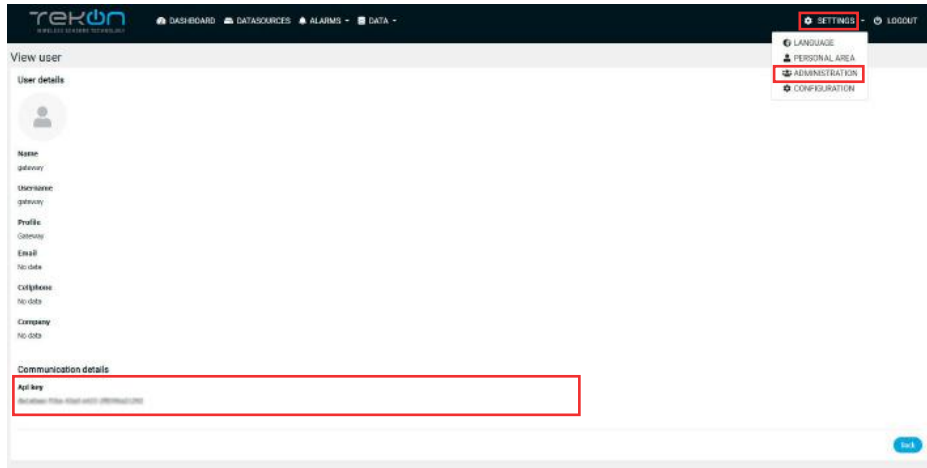 TEKON
WIRELESS SENSORS TECHNOLOGY
DASHBOARD DATASOURCES ALARMS DATA SETTINGS LOGOUT
LANGUAGE
PERSONAL AREA
ADMINISTRATION
CONFIGURATION
View user
User details
Name
gateway
Username
gateway
Profile
Gateway
Email
No data
Cellphone
No data
Company
No data
Communication details
Api key
Back